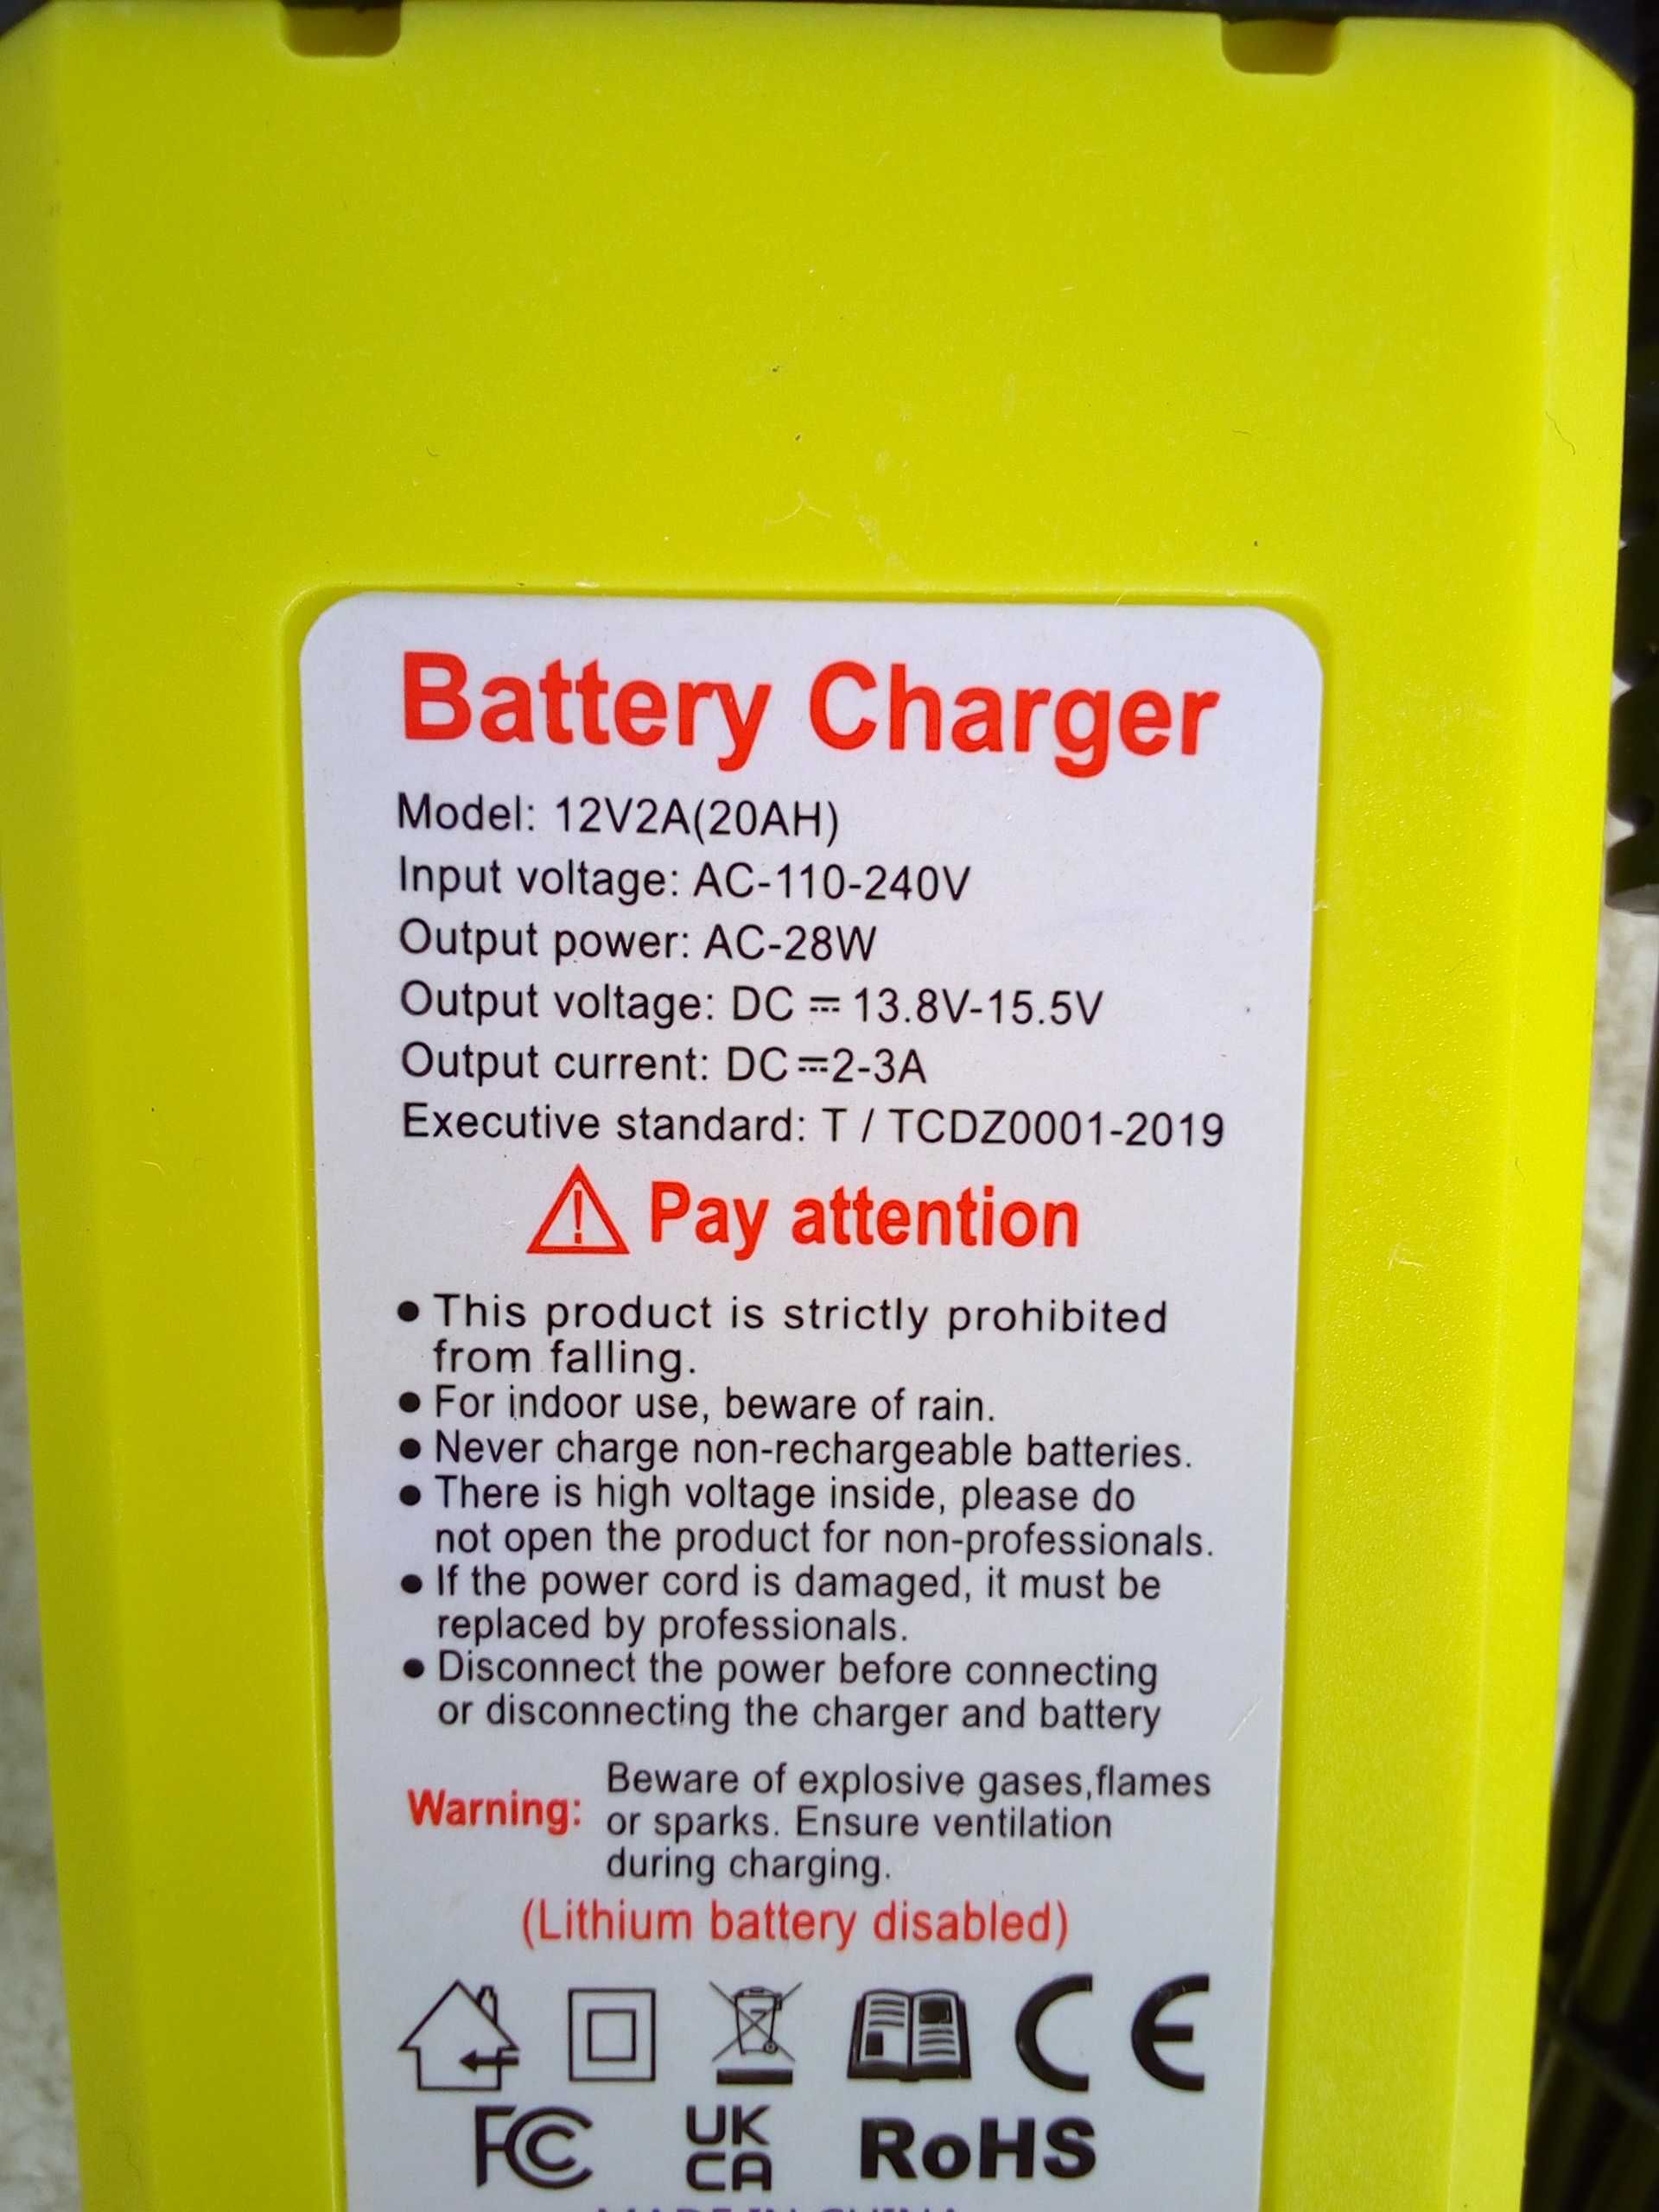 Battery Charger
Model: 12V2A(20AH)
Input voltage: AC-110-240V
Output power: AC-28W
Output voltage: DC ⎓ 13.8V-15.5V
Output current: DC⎓2-3A
Executive standard: T / TCDZ0001-2019
Pay attention
● This product is strictly prohibited
from falling.
● For indoor use, beware of rain.
● Never charge non-rechargeable batteries.
● There is high voltage inside, please do
not open the product for non-professionals.
● If the power cord is damaged, it must be
replaced by professionals.
● Disconnect the power before connecting
or disconnecting the charger and battery
Warning: Beware of explosive gases,flames
or sparks. Ensure ventilation
during charging.
(Lithium battery disabled)
CE
FC UK CA RoHS
MADE IN CHINA